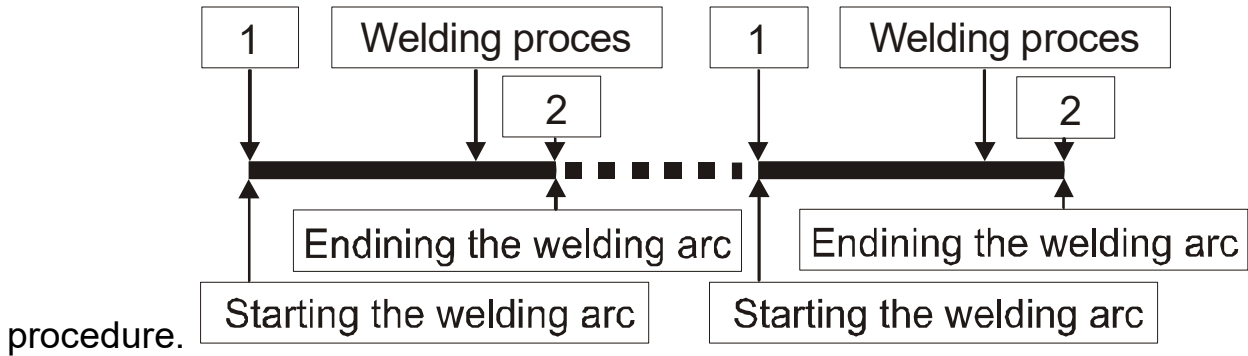 1 Welding proces 1 Welding proces
2 2
Endining the welding arc Endining the welding arc
procedure. Starting the welding arc Starting the welding arc